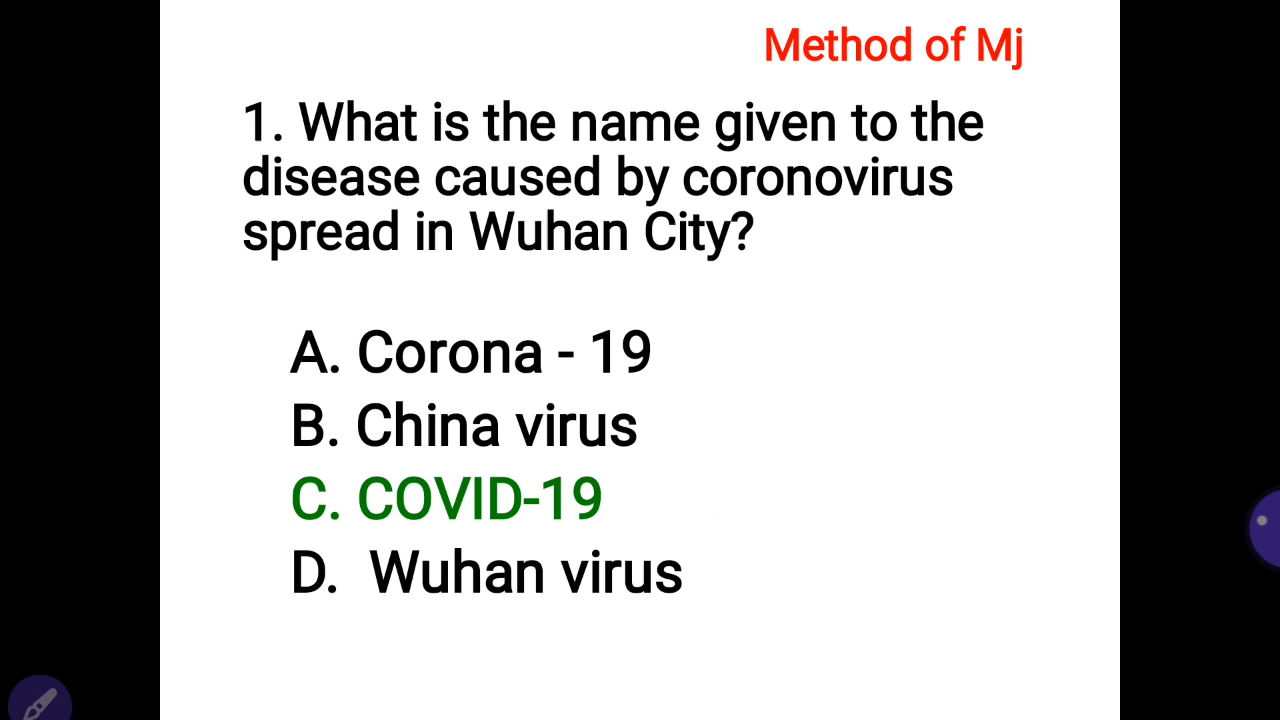 Method of Mj
1. What is the name given to the
disease caused by coronovirus
spread in Wuhan City?
A. Corona - 19
B. China virus
C. COVID-19
D. Wuhan virus